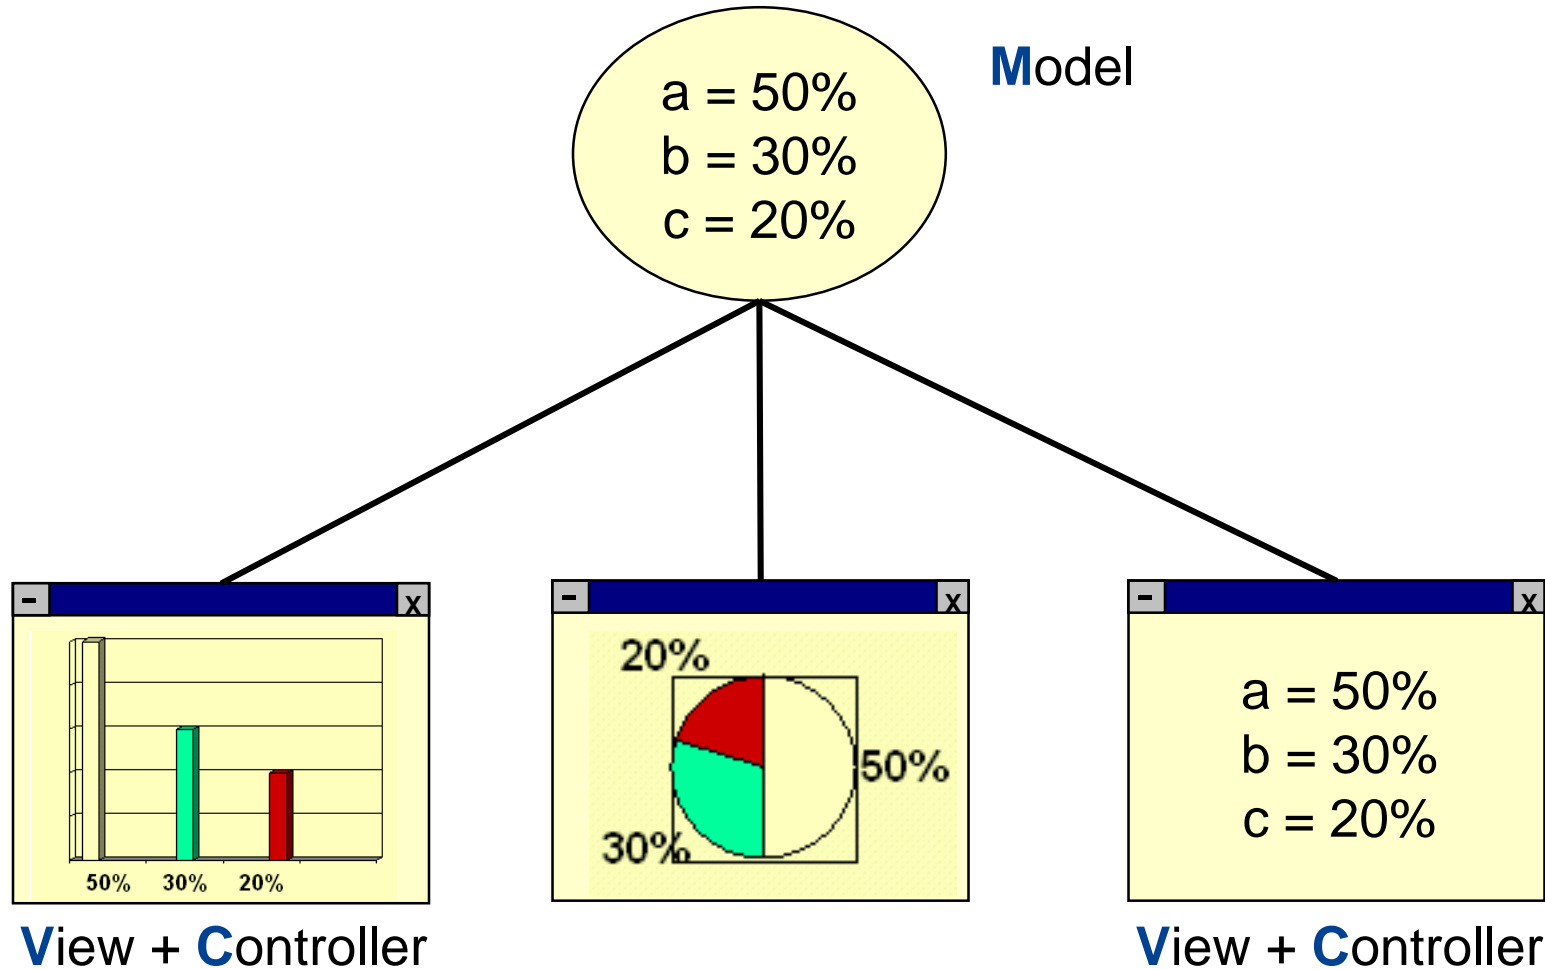 Model
a = 50%
b = 30%
c = 20%
- x
- x
- x
50% 30% 20%
20%
50%
30%
a = 50%
b = 30%
c = 20%
View + Controller
View + Controller